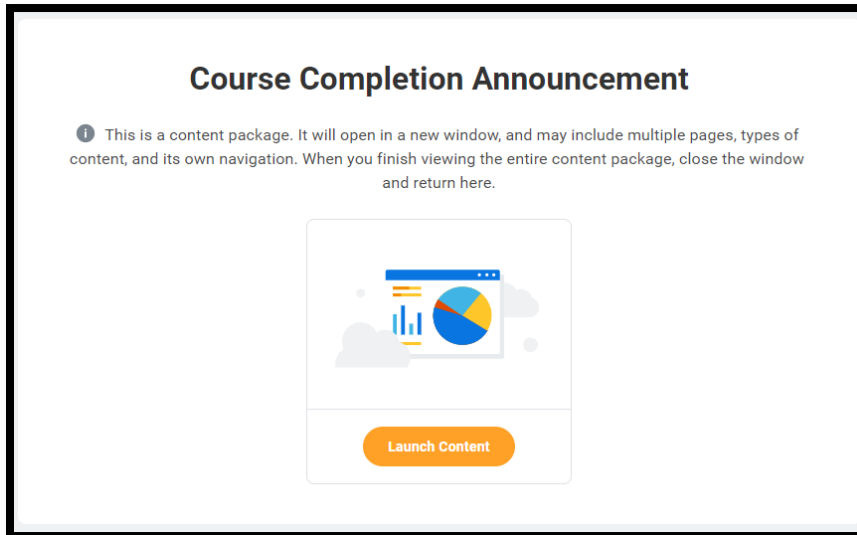 Course Completion Announcement
This is a content package. It will open in a new window, and may include multiple pages, types of
content, and its own navigation. When you finish viewing the entire content package, close the window
and return here.
Launch Content